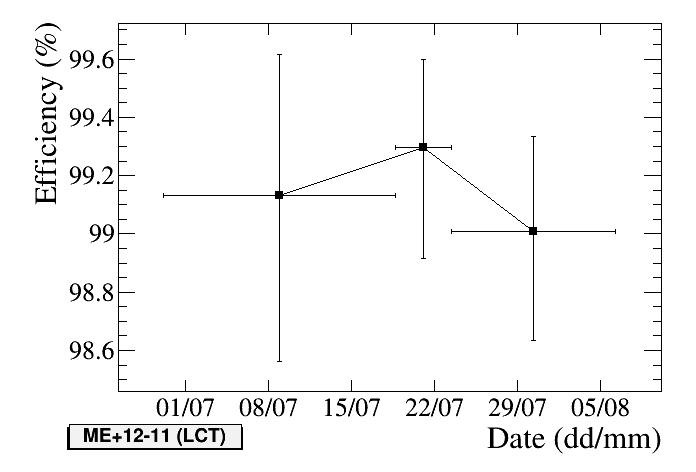 Efficiency (%)
99.6
99.4
99.2
99
98.8
98.6
01/07 08/07 15/07 22/07 29/07 05/08
ME+12-11 (LCT)
Date (dd/mm)